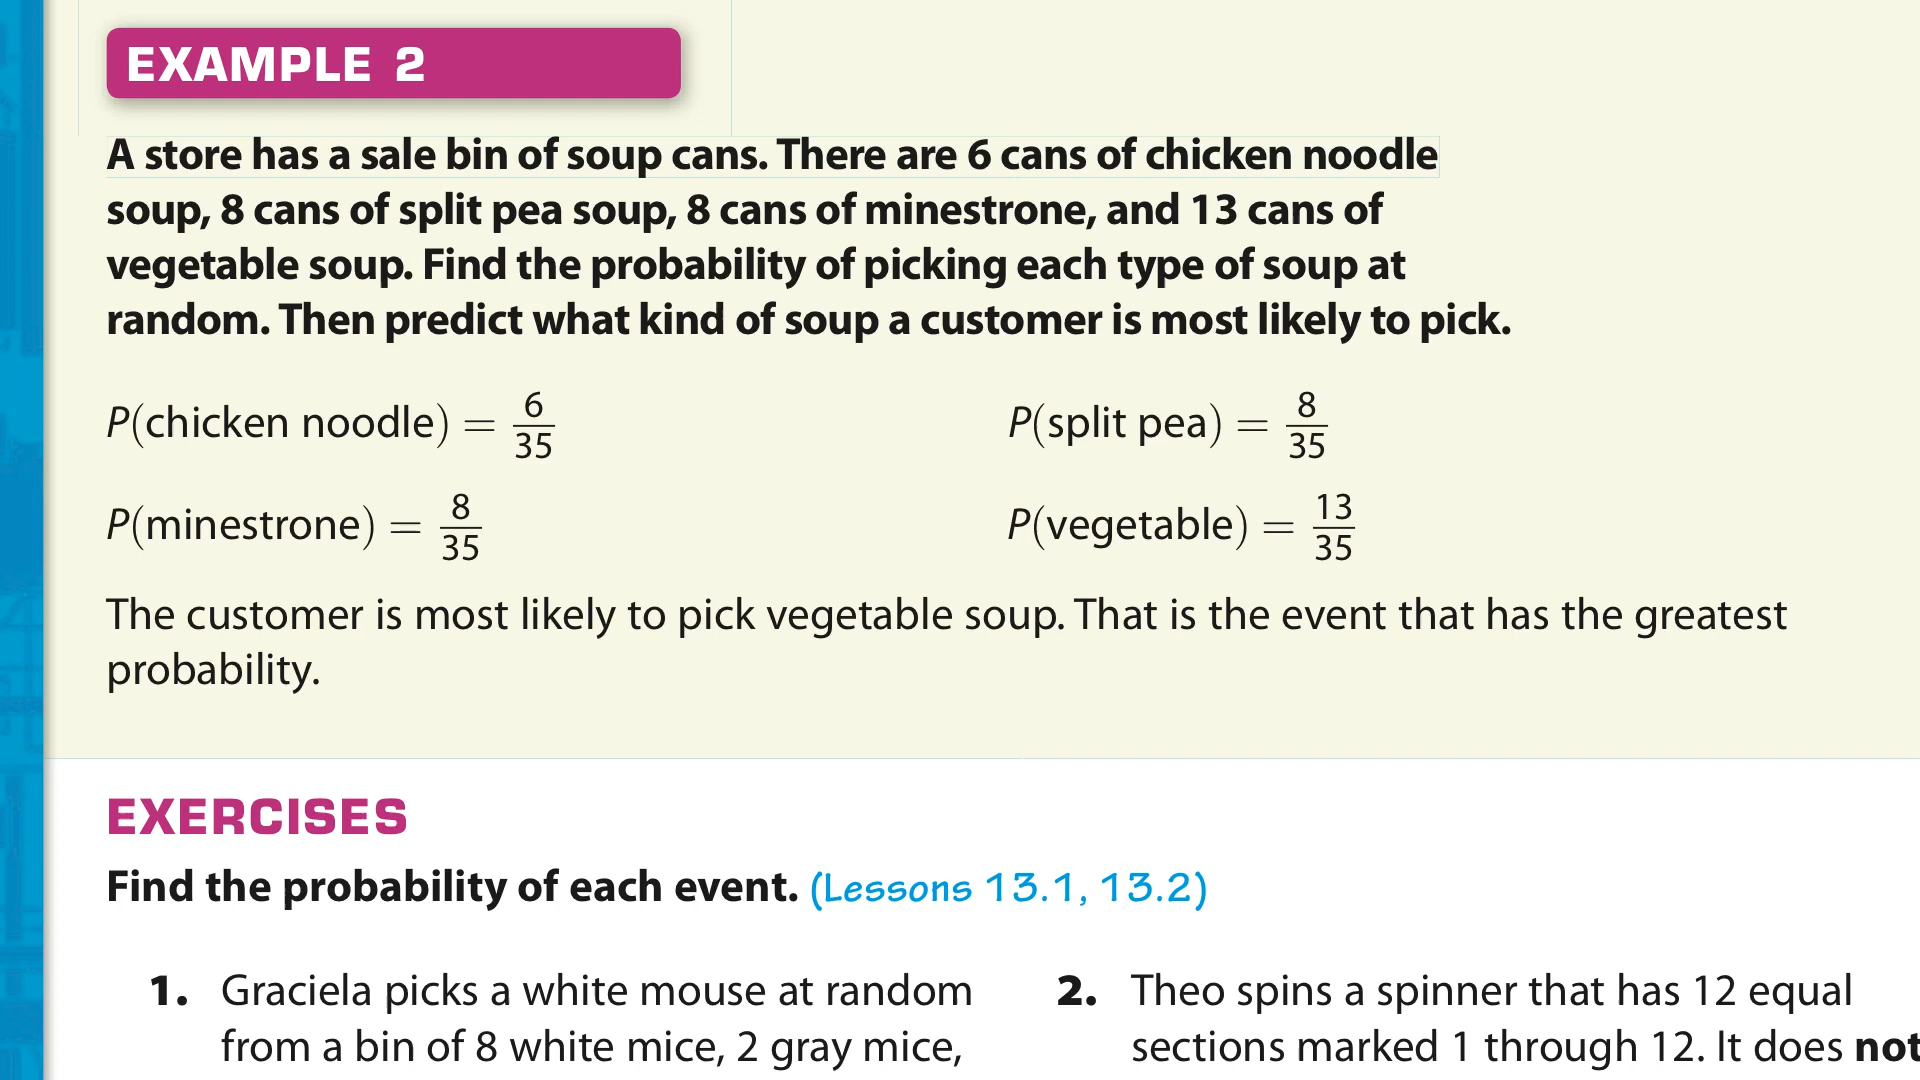 EXAMPLE 2
A store has a sale bin of soup cans. There are 6 cans of chicken noodle
soup, 8 cans of split pea soup, 8 cans of minestrone, and 13 cans of
vegetable soup. Find the probability of picking each type of soup at
random. Then predict what kind of soup a customer is most likely to pick.
P(chicken noodle) = 6/35
P(split pea) = 8/35
P(minestrone) = 8/35
P(vegetable) = 13/35
The customer is most likely to pick vegetable soup. That is the event that has the greatest
probability.
EXERCISES
Find the probability of each event. (Lessons 13.1, 13.2)
1. Graciela picks a white mouse at random
from a bin of 8 white mice, 2 gray mice,
2. Theo spins a spinner that has 12 equal
sections marked 1 through 12. It does not